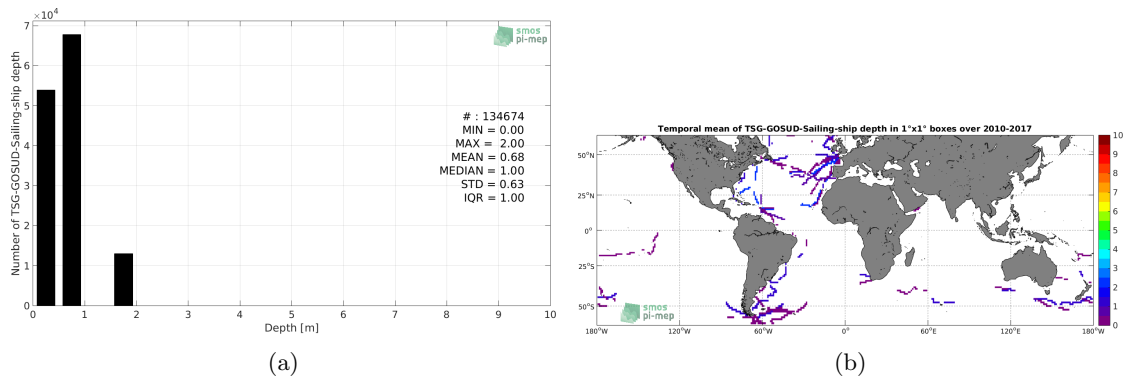 ×10⁴
7
6
5
4
3
2
1
0
Number of TSG-GOSUD-Sailing-ship depth
smos
pi-mep
# : 134674
MIN = 0.00
MAX = 2.00
MEAN = 0.68
MEDIAN = 1.00
STD = 0.63
IQR = 1.00
0 1 2 3 4 5 6 7 8 9 10
Depth [m]
(a)
Temporal mean of TSG-GOSUD-Sailing-ship depth in 1°x1° boxes over 2010-2017
50°N
25°N
0°
25°S
50°S
smos
pi-mep
180°W 120°W 60°W 0° 60°E 120°E 180°E
10
9
8
7
6
5
4
3
2
1
0
(b)